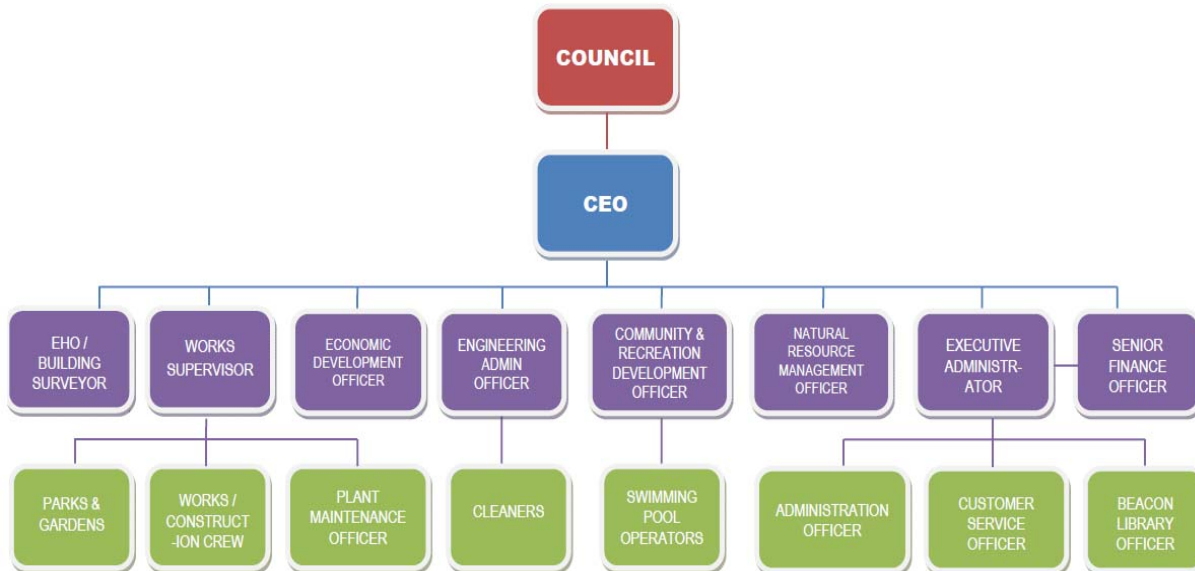 COUNCIL
CEO
EHO /
BUILDING
SURVEYOR
WORKS
SUPERVISOR
ECONOMIC
DEVELOPMENT
OFFICER
ENGINEERING
ADMIN
OFFICER
COMMUNITY &
RECREATION
DEVELOPMENT
OFFICER
NATURAL
RESOURCE
MANAGEMENT
OFFICER
EXECUTIVE
ADMINISTR-
ATOR
SENIOR
FINANCE
OFFICER
PARKS &
GARDENS
WORKS /
CONSTRUCT
-ION CREW
PLANT
MAINTENANCE
OFFICER
CLEANERS
SWIMMING
POOL
OPERATORS
ADMINISTRATION
OFFICER
CUSTOMER
SERVICE
OFFICER
BEACON
LIBRARY
OFFICER